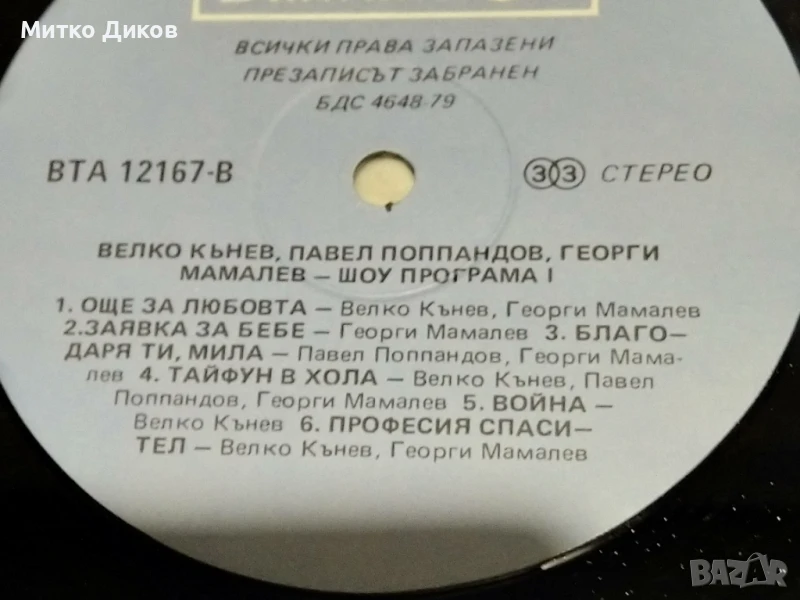 Митко Диков
ВСИЧКИ ПРАВА ЗАПАЗЕНИ
ПРЕЗАПИСЪТ ЗАБРАНЕН
БДС 4648-79
ВТА 12167-В
33 СТЕРЕО
ВЕЛКО КЪНЕВ, ПАВЕЛ ПОППАНДОВ, ГЕОРГИ
МАМАЛЕВ – ШОУ ПРОГРАМА I
1. ОЩЕ ЗА ЛЮБОВТА – Велко Кънев, Георги Мамалев
2.ЗАЯВКА ЗА БЕБЕ – Георги Мамалев 3. БЛАГО–
ДАРЯ ТИ, МИЛА – Павел Поппандов, Георги Мама-
лев 4. ТАЙФУН В ХОЛА – Велко Кънев, Павел
Поппандов, Георги Мамалев 5. ВОЙНА –
Велко Кънев 6. ПРОФЕСИЯ СПАСИ–
ТЕЛ – Велко Кънев, Георги Мамалев
BAZAR